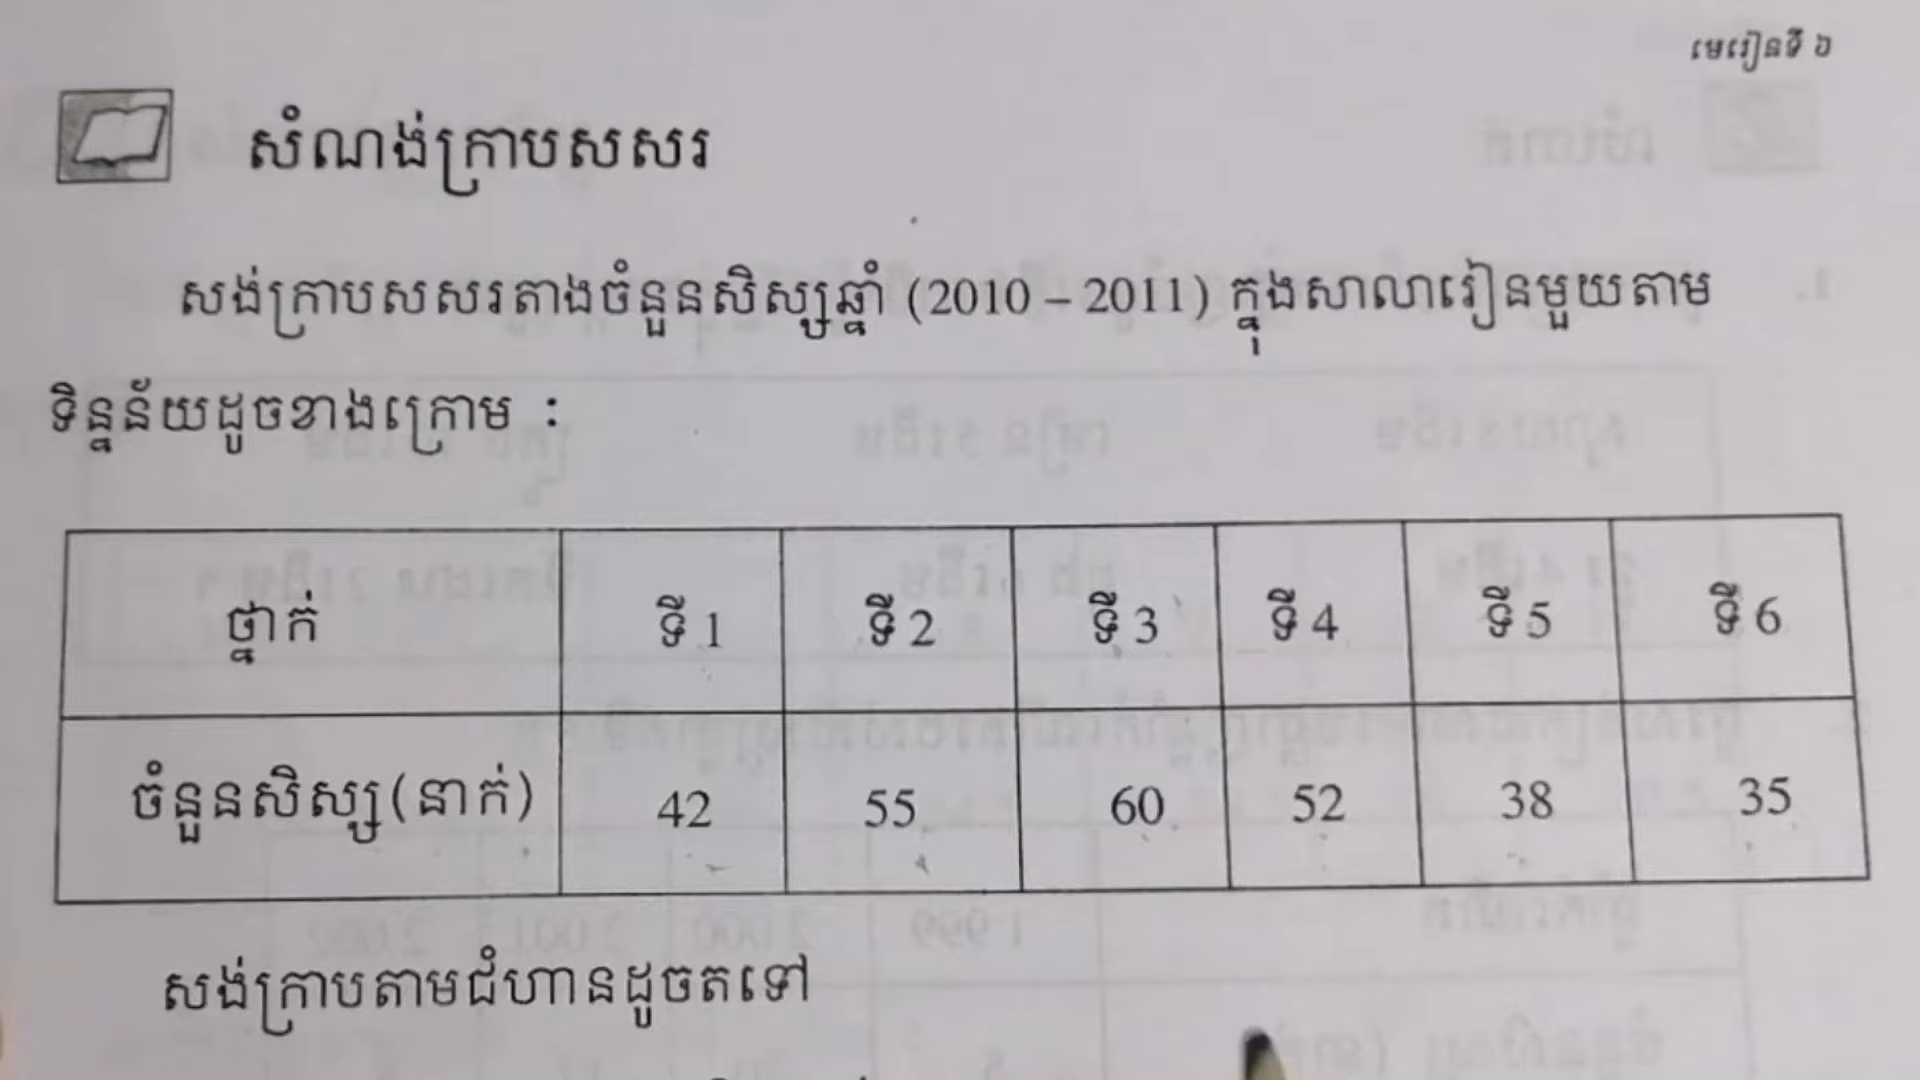 មេរៀនទី ៦
សំណង់ក្រាបសសរ
សង់ក្រាបសសរតាងចំនួនសិស្សឆ្នាំ (2010 – 2011) ក្នុងសាលារៀនមួយតាម
ទិន្នន័យដូចខាងក្រោម :
ថ្នាក់ ទី 1 ទី 2 ទី 3 ទី 4 ទី 5 ទី 6
ចំនួនសិស្ស(នាក់) 42 55 60 52 38 35
សង់ក្រាបតាមជំហានដូចតទៅ